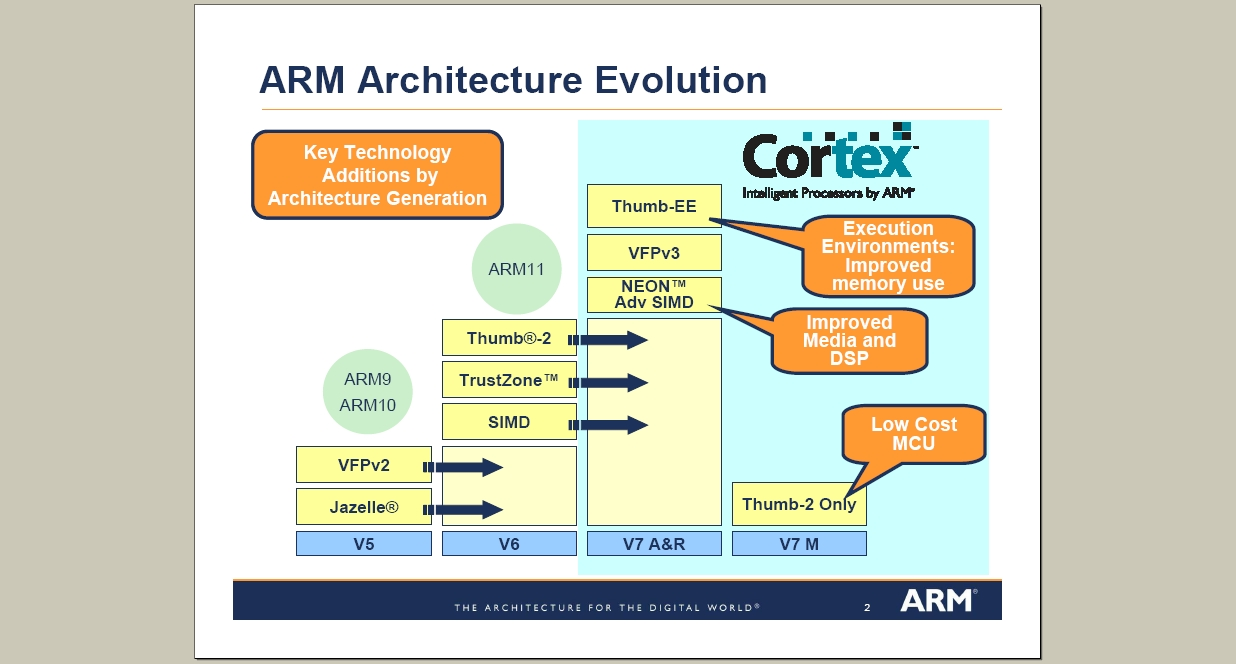 ARM Architecture Evolution
Key Technology
Additions by
Architecture Generation
Cortex™
Intelligent Processors by ARM®
Thumb-EE
Execution
Environments:
Improved
memory use
VFPv3
ARM11
NEON™
Adv SIMD
Improved
Media and
DSP
Thumb®-2
ARM9
ARM10
TrustZone™
SIMD
Low Cost
MCU
VFPv2
Jazelle®
Thumb-2 Only
V5
V6
V7 A&R
V7 M
THE ARCHITECTURE FOR THE DIGITAL WORLD®
2
ARM®